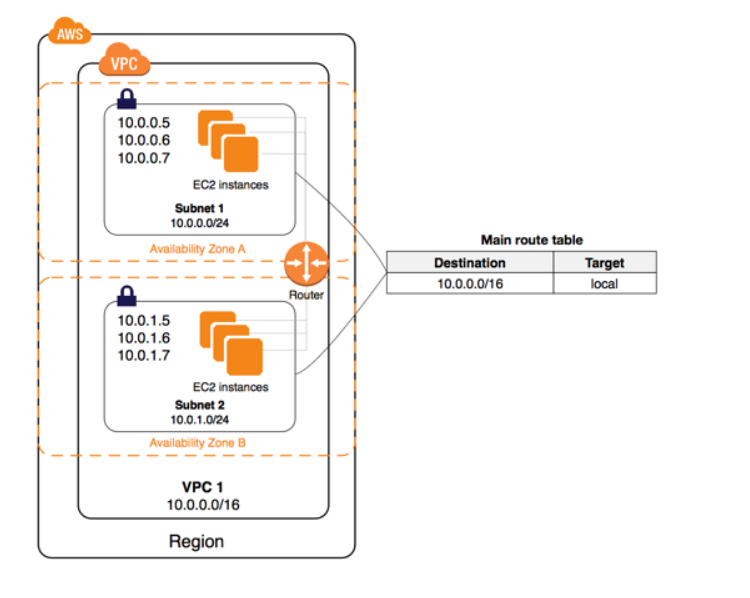 AWS
VPC
10.0.0.5
10.0.0.6
10.0.0.7
EC2 instances
Subnet 1
10.0.0.0/24
Availability Zone A
Router
10.0.1.5
10.0.1.6
10.0.1.7
EC2 instances
Subnet 2
10.0.1.0/24
Availability Zone B
VPC 1
10.0.0.0/16
Region
Main route table
Destination Target
10.0.0.0/16 local